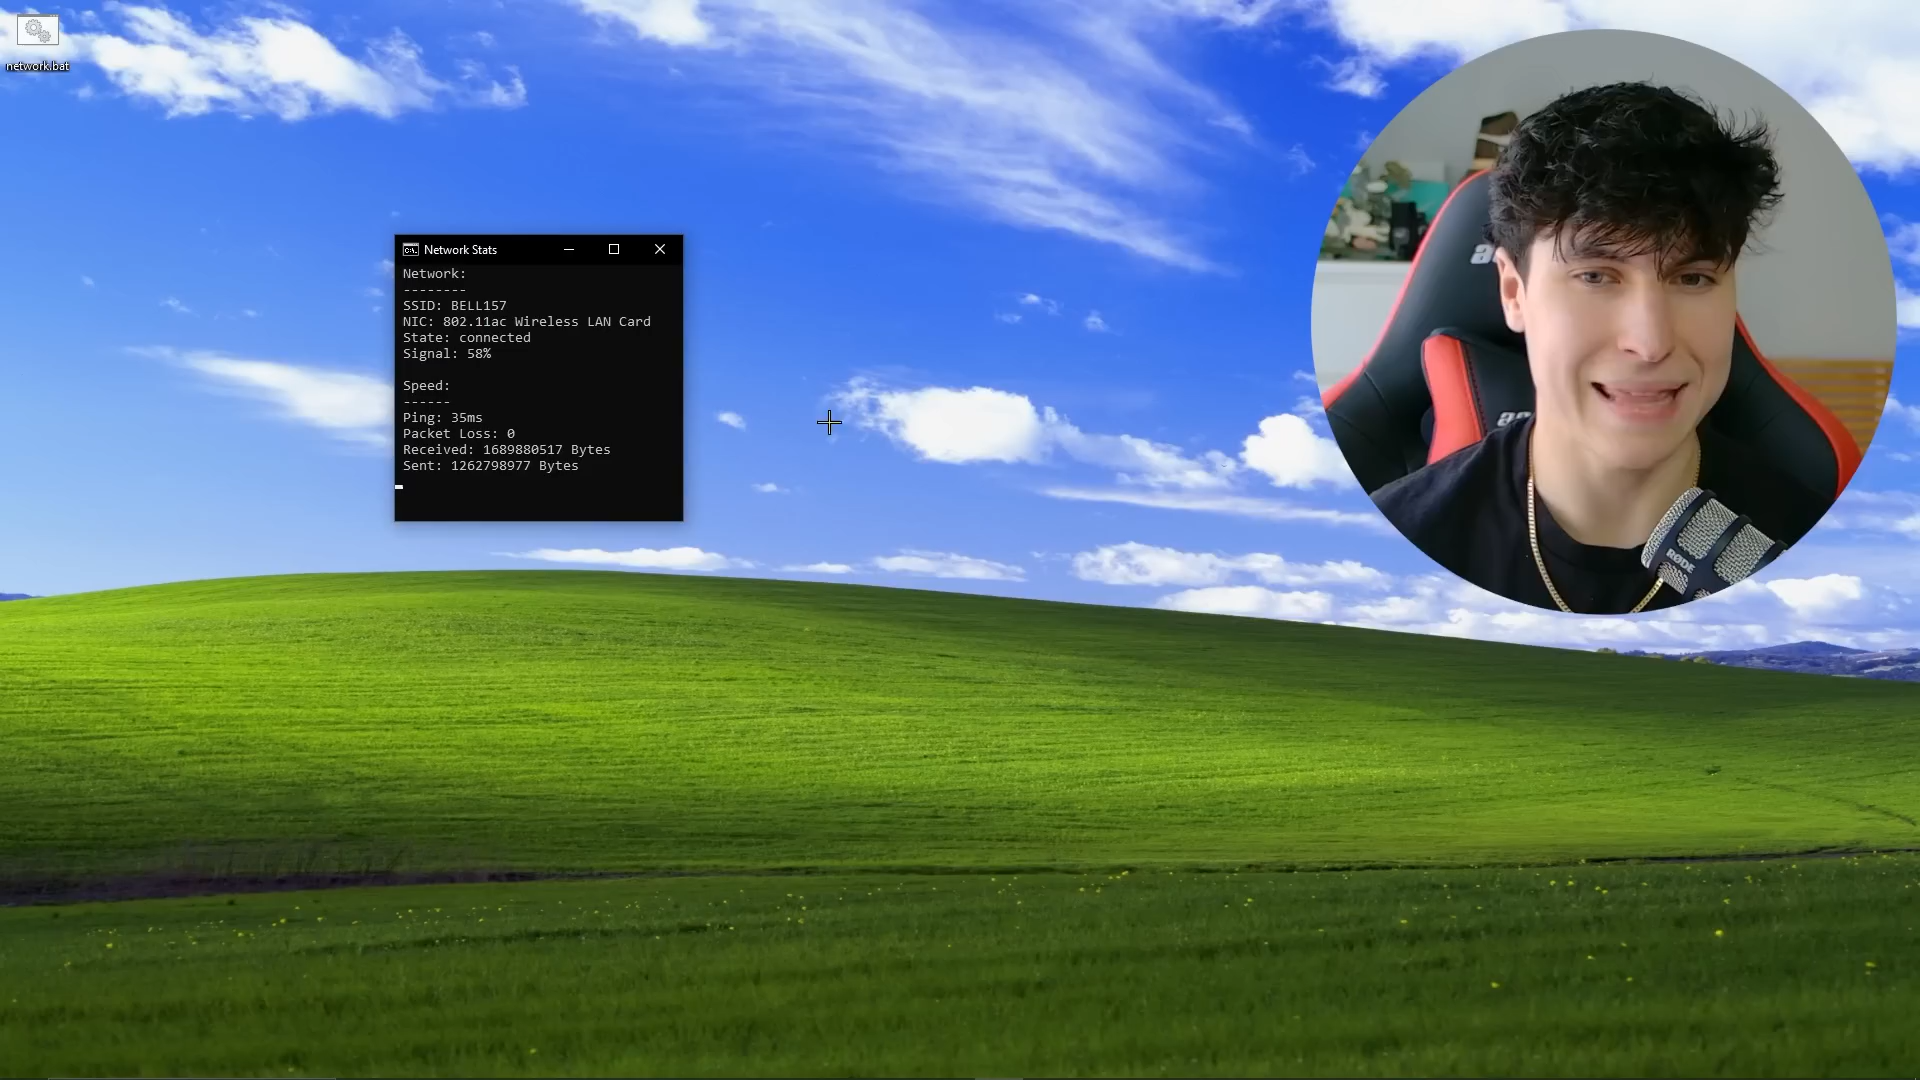 network.bat
Network Stats
Network:
--------
SSID: BELL157
NIC: 802.11ac Wireless LAN Card
State: connected
Signal: 58%
Speed:
------
Ping: 35ms
Packet Loss: 0
Received: 1689880517 Bytes
Sent: 1262798977 Bytes
RØDE